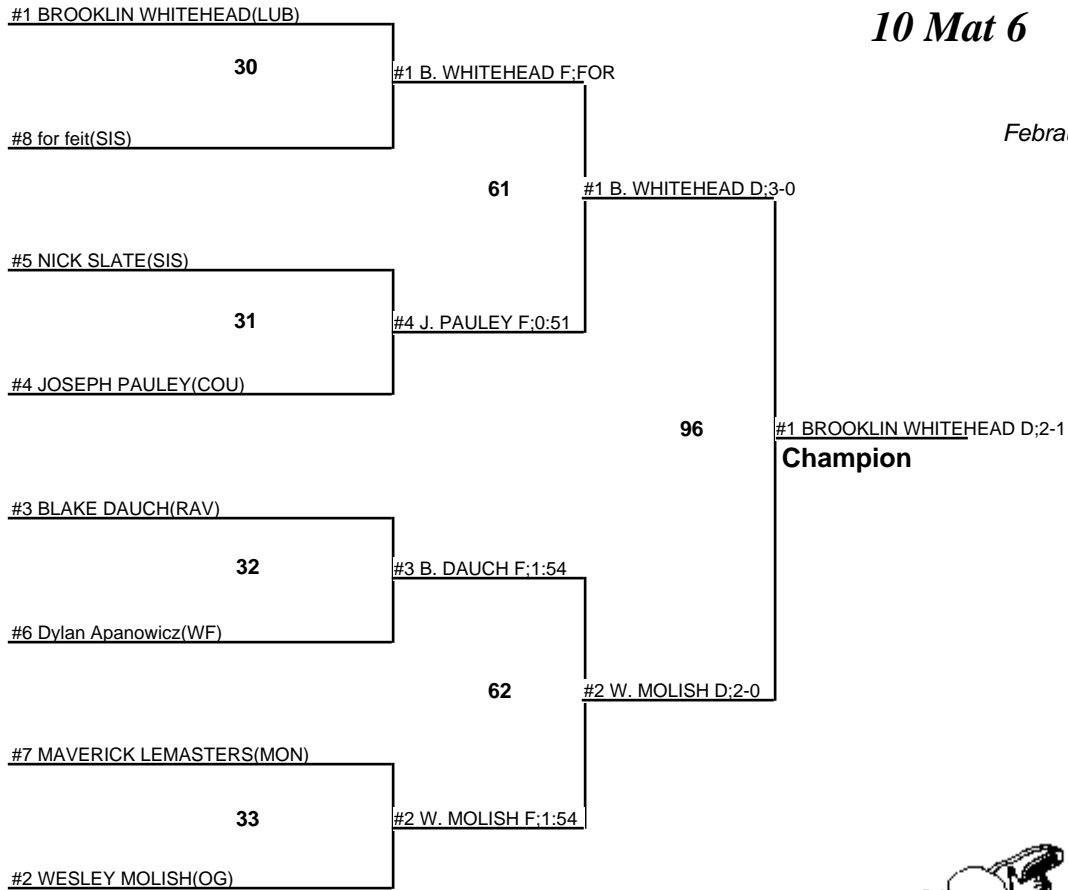 #1 BROOKLIN WHITEHEAD(LUB)
10 Mat 6
30
#1 B. WHITEHEAD F;FOR
#8 for feit(SIS)
61
#1 B. WHITEHEAD D;3-0
#5 NICK SLATE(SIS)
31
#4 J. PAULEY F;0:51
#4 JOSEPH PAULEY(COU)
96
#1 BROOKLIN WHITEHEAD D;2-1
Champion
#3 BLAKE DAUCH(RAV)
32
#3 B. DAUCH F;1:54
#6 Dylan Apanowicz(WF)
62
#2 W. MOLISH D;2-0
#7 MAVERICK LEMASTERS(MON)
33
#2 W. MOLISH F;1:54
#2 WESLEY MOLISH(OG)